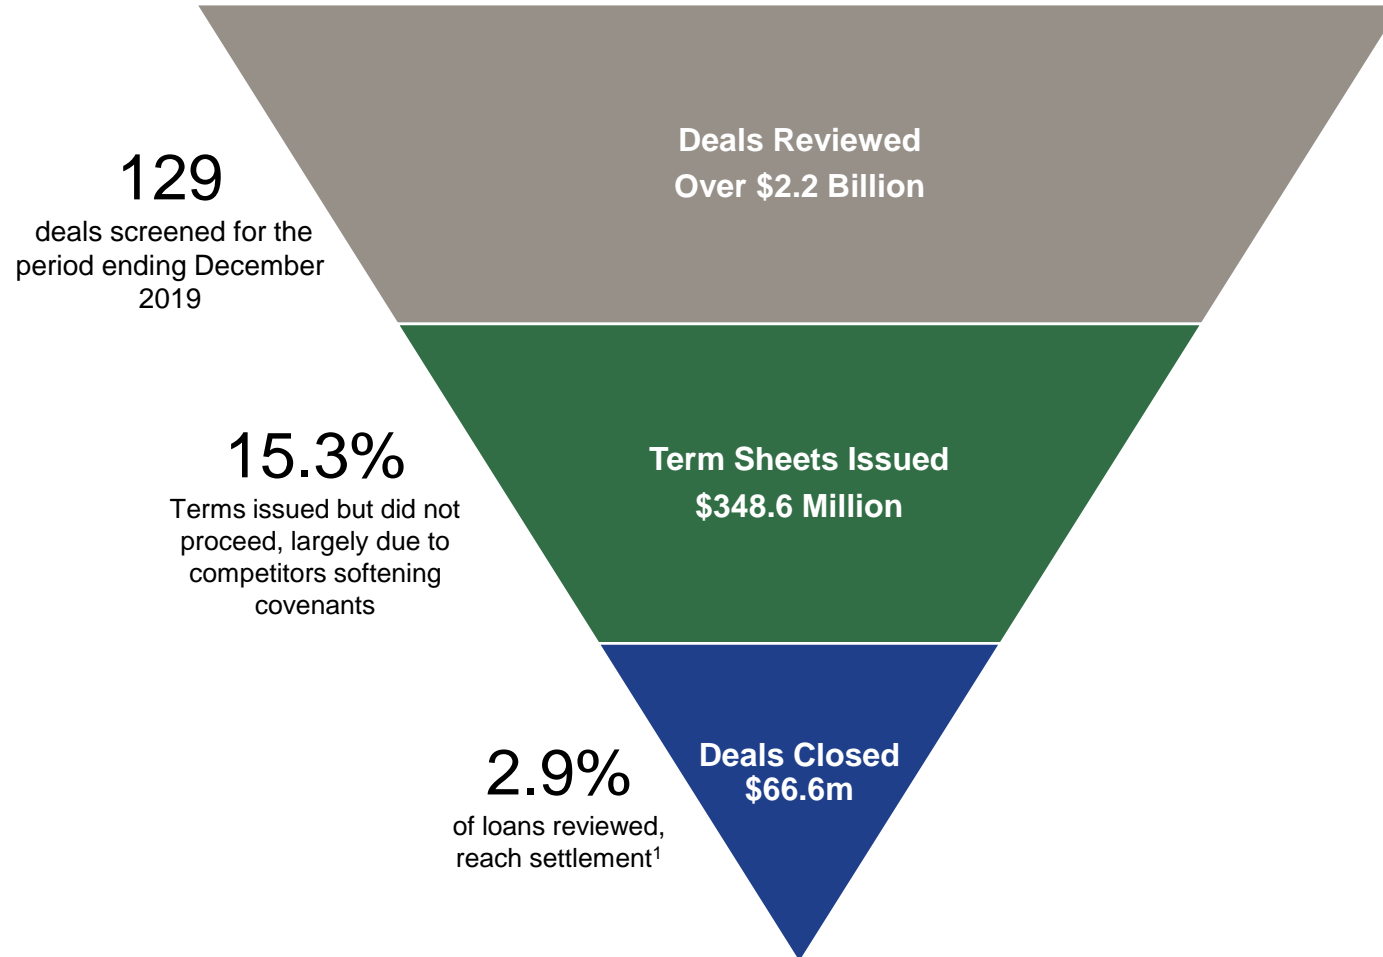 Deals Reviewed
Over $2.2 Billion
129
deals screened for the
period ending December
2019
Term Sheets Issued
$348.6 Million
15.3%
Terms issued but did not
proceed, largely due to
competitors softening
covenants
Deals Closed
$66.6m
2.9%
of loans reviewed,
reach settlement¹